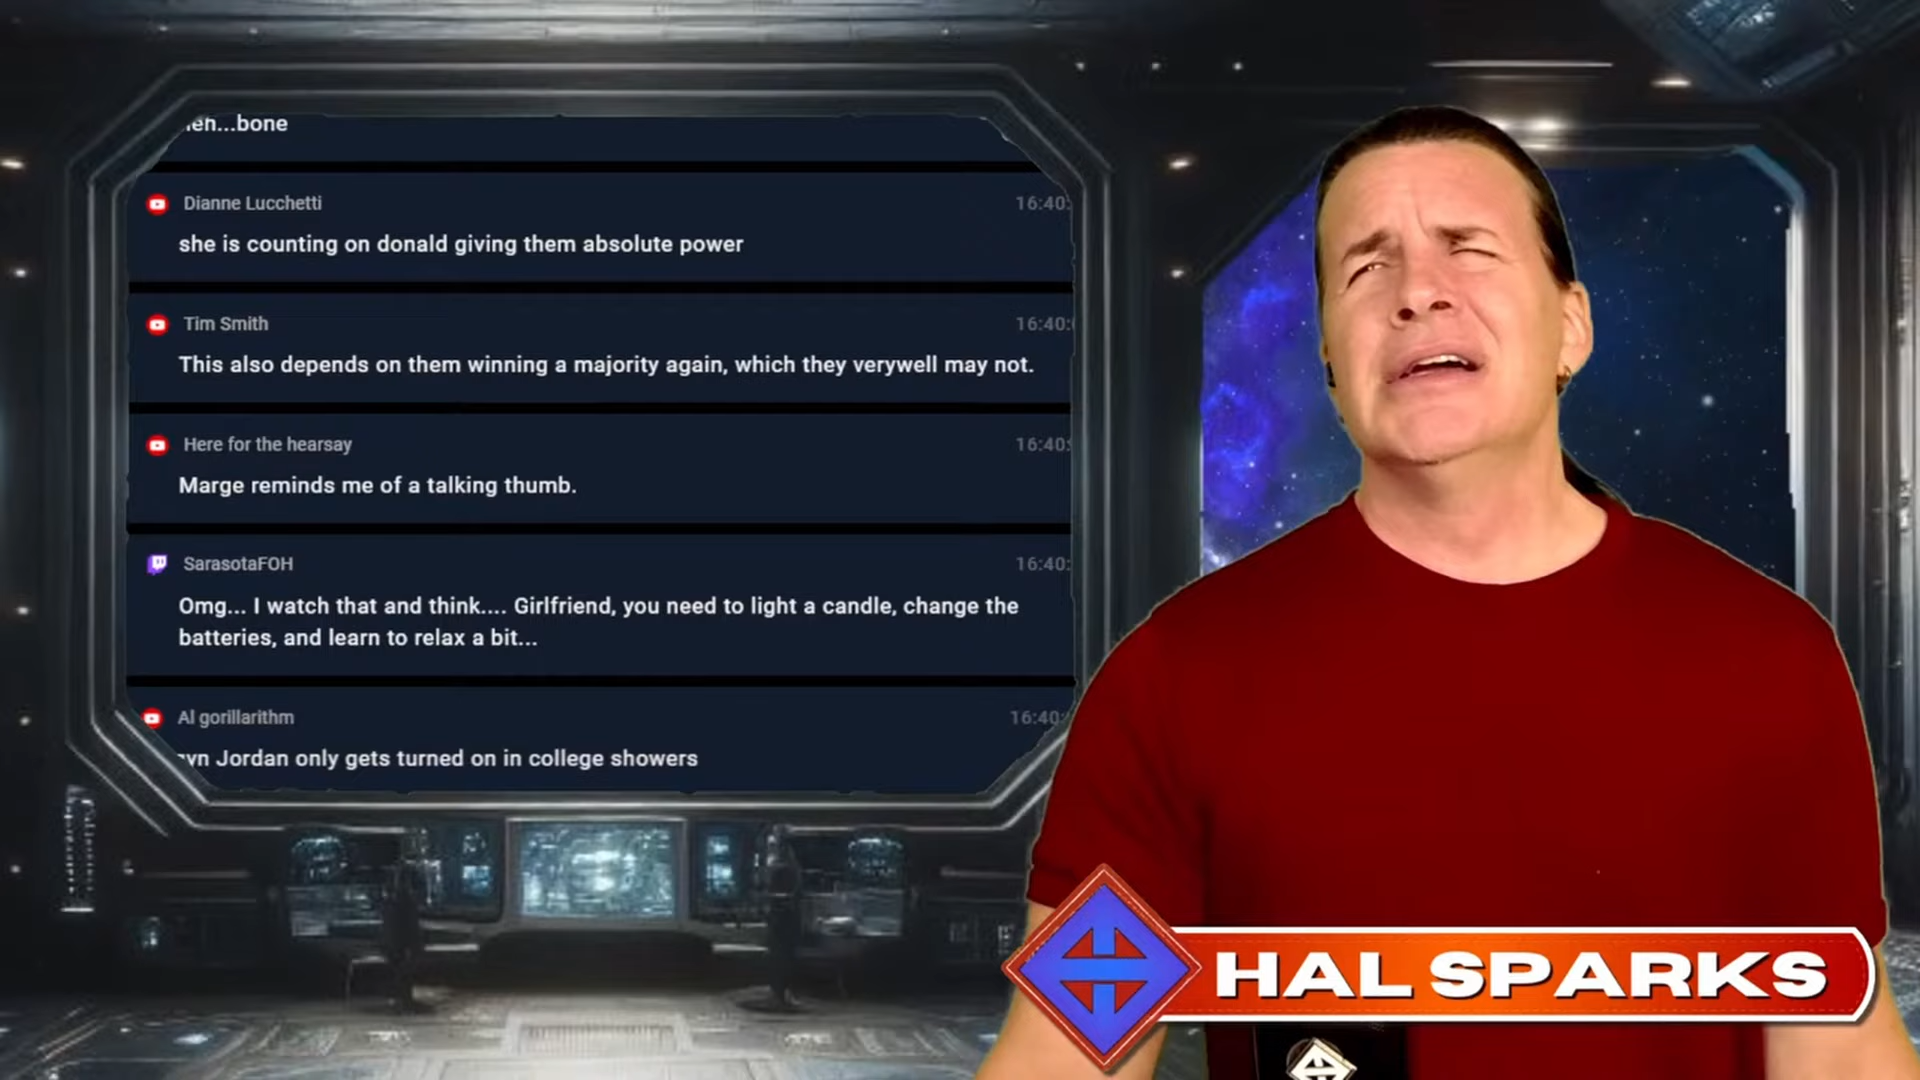 ...bone
Dianne Lucchetti 16:40:
she is counting on donald giving them absolute power
Tim Smith 16:40:
This also depends on them winning a majority again, which they verywell may not.
Here for the hearsay 16:40:
Marge reminds me of a talking thumb.
SarasotaFOH 16:40:
Omg... I watch that and think.... Girlfriend, you need to light a candle, change the
batteries, and learn to relax a bit...
Al gorillarithm 16:40:
Jordan only gets turned on in college showers
HAL SPARKS